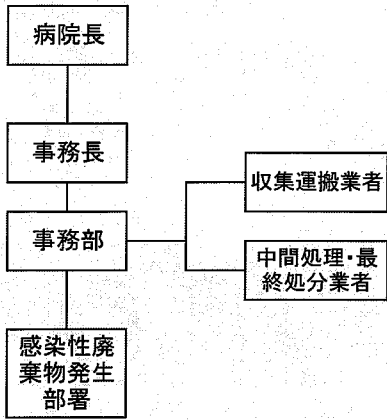 病院長
事務長
収集運搬業者
事務部
中間処理・最
終処分業者
感染性廃
棄物発生
部署